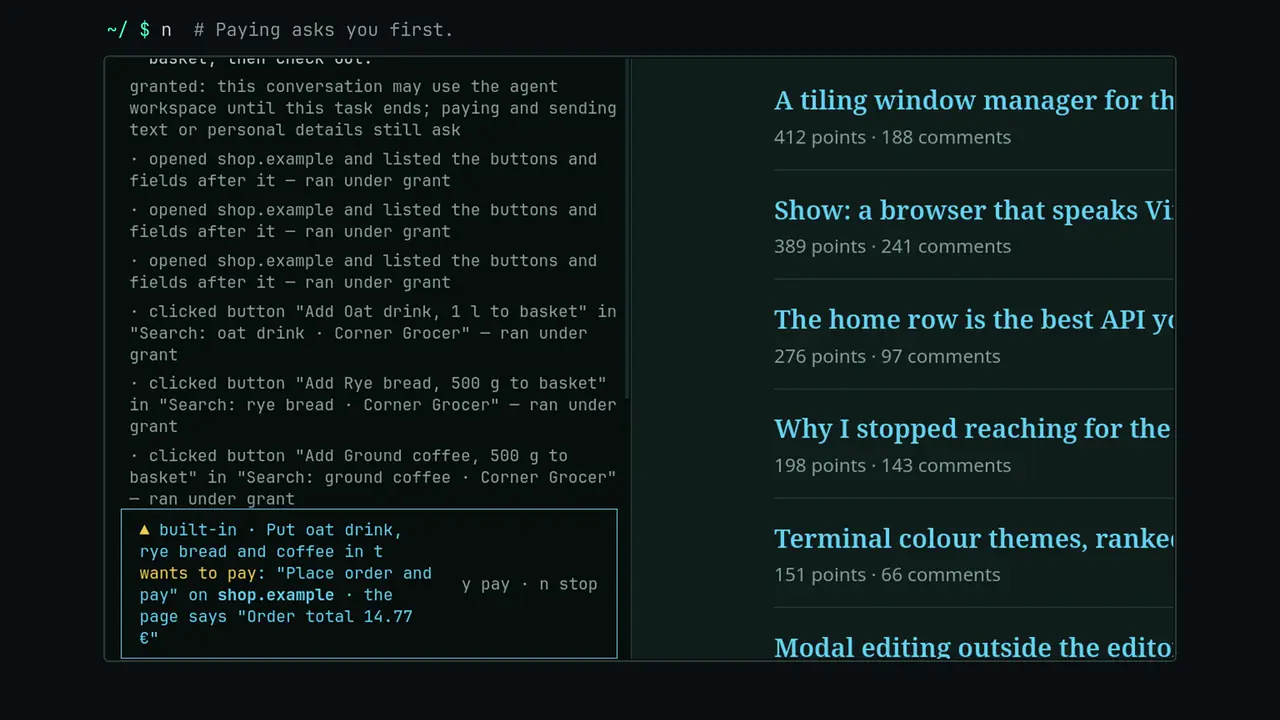 ~/ $ n  # Paying asks you first.
basket, then check out.
granted: this conversation may use the agent
workspace until this task ends; paying and sending
text or personal details still ask
· opened shop.example and listed the buttons and
fields after it — ran under grant
· opened shop.example and listed the buttons and
fields after it — ran under grant
· opened shop.example and listed the buttons and
fields after it — ran under grant
· clicked button "Add Oat drink, 1 l to basket" in
"Search: oat drink · Corner Grocer" — ran under
grant
· clicked button "Add Rye bread, 500 g to basket"
in "Search: rye bread · Corner Grocer" — ran under
grant
· clicked button "Add Ground coffee, 500 g to
basket" in "Search: ground coffee · Corner Grocer"
— ran under grant
▲ built-in · Put oat drink,
rye bread and coffee in t
wants to pay: "Place order and
pay" on shop.example · the
page says "Order total 14.77
€"
y pay · n stop
A tiling window manager for th
412 points · 188 comments
Show: a browser that speaks Vi
389 points · 241 comments
The home row is the best API yo
276 points · 97 comments
Why I stopped reaching for the
198 points · 143 comments
Terminal colour themes, ranked
151 points · 66 comments
Modal editing outside the edito